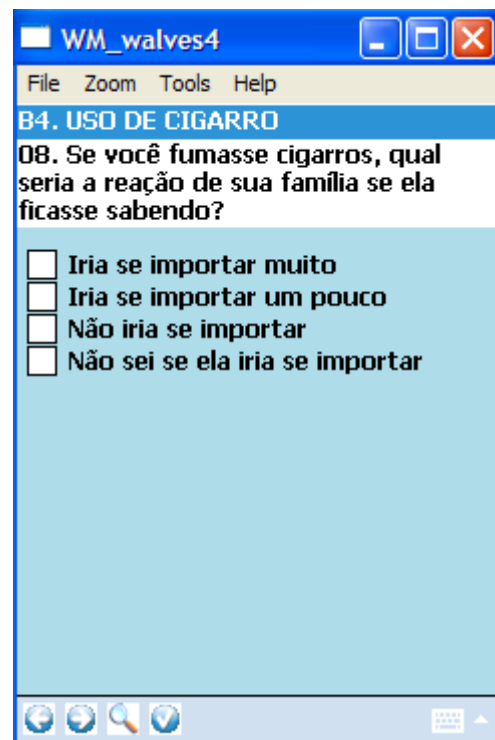 WM_walves4
File Zoom Tools Help
B4. USO DE CIGARRO
08. Se você fumasse cigarros, qual
seria a reação de sua família se ela
ficasse sabendo?
Iria se importar muito
Iria se importar um pouco
Não iria se importar
Não sei se ela iria se importar